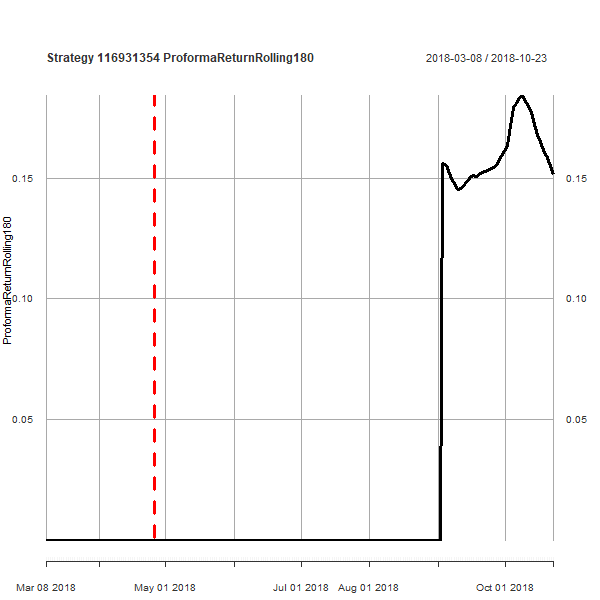 Strategy 116931354 ProformaReturnRolling180
2018-03-08 / 2018-10-23
ProformaReturnRolling180
0.15
0.15
0.10
0.10
0.05
0.05
Mar 08 2018
May 01 2018
Jul 01 2018
Aug 01 2018
Oct 01 2018